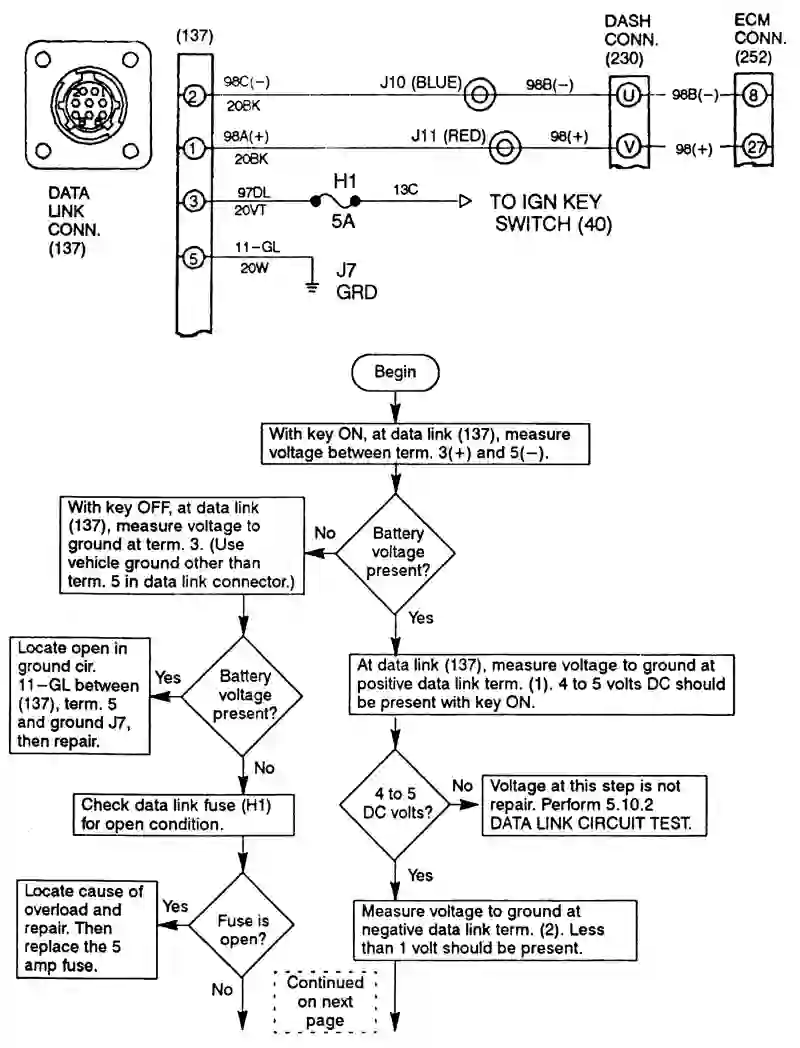 (137)
DASH
CONN.
(230)
ECM
CONN.
(252)
DATA
LINK
CONN.
(137)
2
98C(−)
20BK
J10 (BLUE)
98B(−)
U
98B(−)
8
1
98A(+)
20BK
J11 (RED)
98(+)
V
98(+)
27
3
97DL
20VT
H1
5A
13C
TO IGN KEY
SWITCH (40)
5
11−GL
20W
J7
GRD
Begin
With key ON, at data link (137), measure
voltage between term. 3(+) and 5(−).
Battery
voltage
present?
No
Yes
With key OFF, at data link
(137), measure voltage to
ground at term. 3. (Use
vehicle ground other than
term. 5 in data link connector.)
Battery
voltage
present?
Yes
No
Locate open in
ground cir.
11−GL between
(137), term. 5
and ground J7,
then repair.
At data link (137), measure voltage to ground at
positive data link term. (1). 4 to 5 volts DC should
be present with key ON.
Check data link fuse (H1)
for open condition.
4 to 5
DC volts?
No
Yes
Voltage at this step is not
repair. Perform 5.10.2
DATA LINK CIRCUIT TEST.
Fuse is
open?
Yes
No
Locate cause of
overload and
repair. Then
replace the 5
amp fuse.
Measure voltage to ground at
negative data link term. (2). Less
than 1 volt should be present.
Continued
on next
page